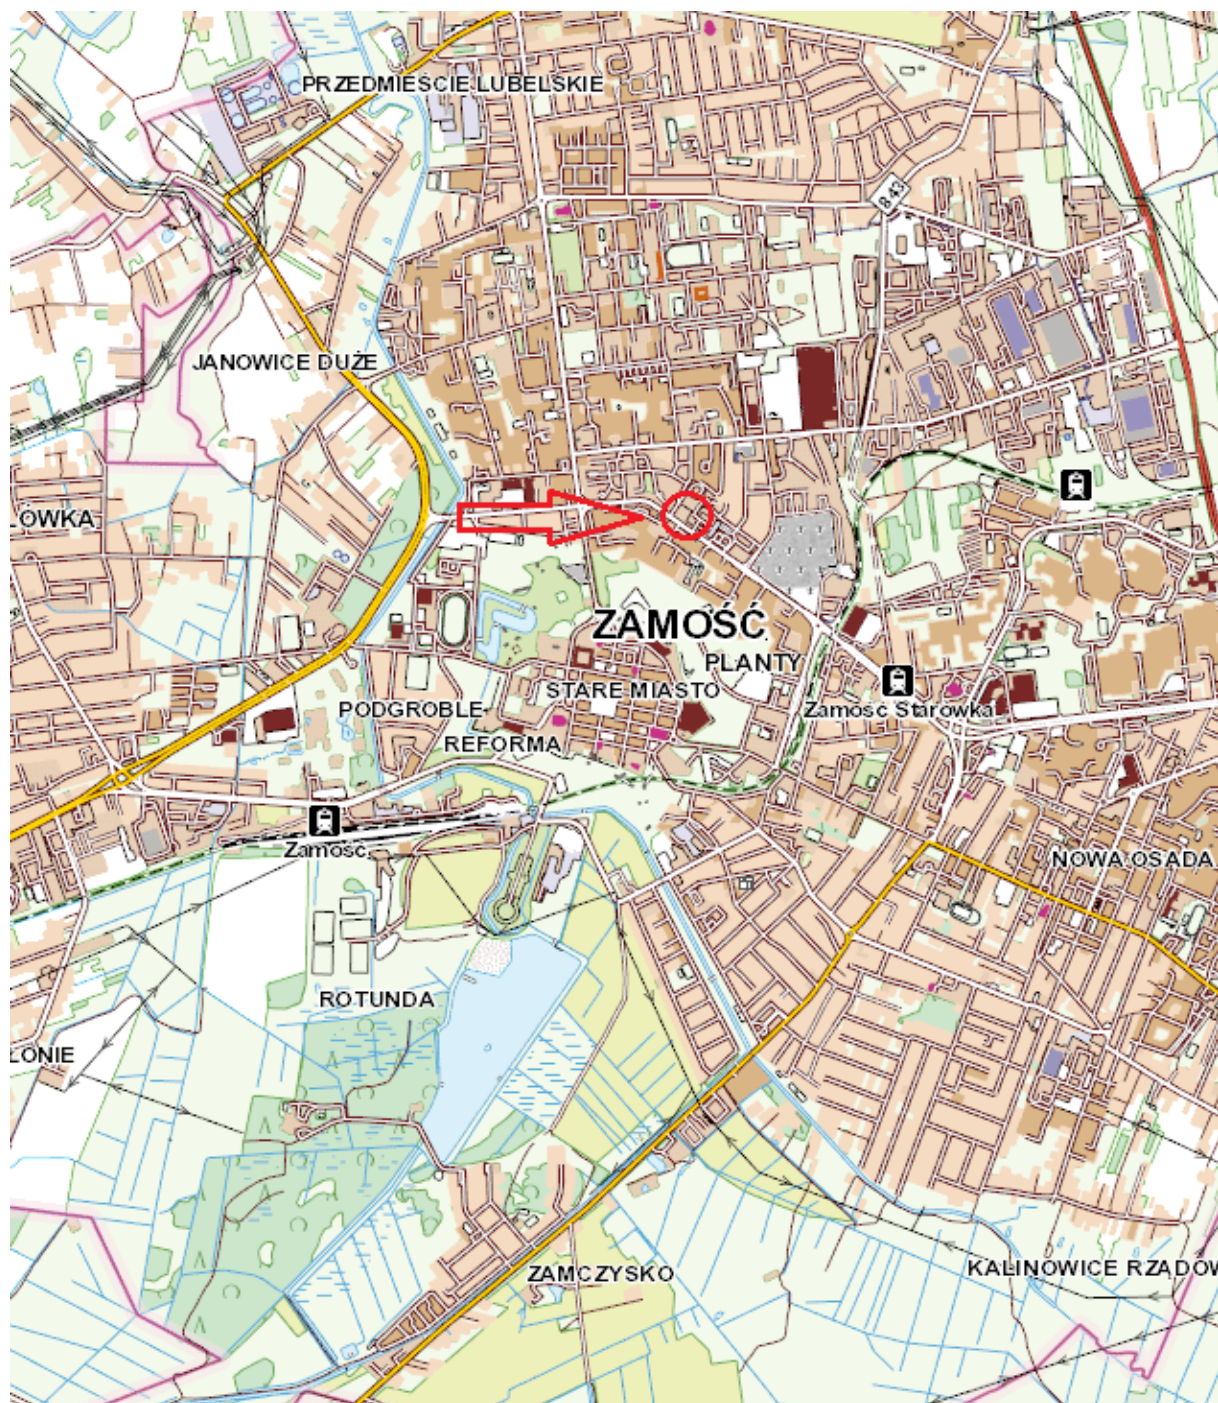 PRZEDMIEŚCIE LUBELSKIE
843
JANOWICE DUŻE
ŁÓWKA
ZAMOŚĆ
PLANTY
STARE MIASTO
Zamość Starówka
PODGROBLE
REFORMA
Zamość
NOWA OSADA
ROTUNDA
LONIE
ZAMCZYSKO
KALINOWICE RZĄDOW